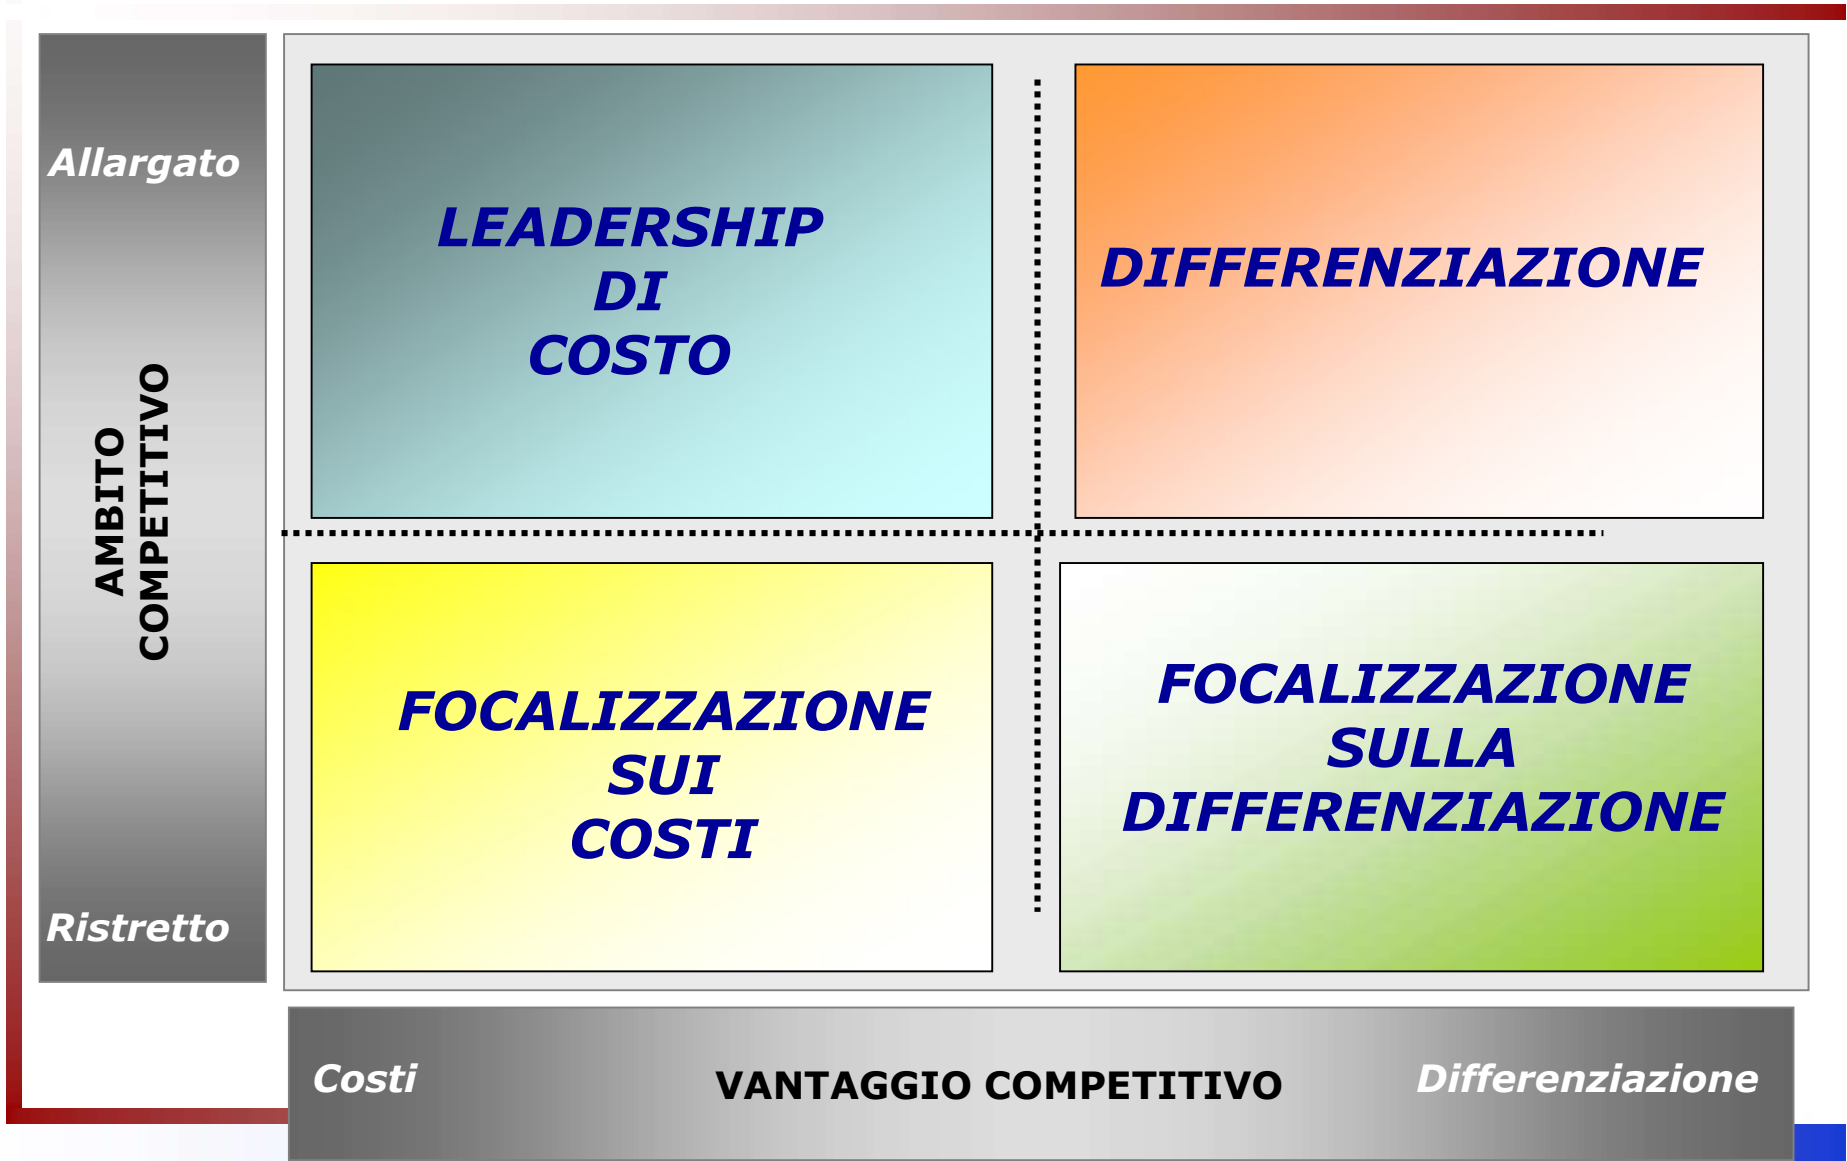 Allargato
LEADERSHIP
DI
COSTO
DIFFERENZIAZIONE
AMBITO
COMPETITIVO
FOCALIZZAZIONE
SUI
COSTI
FOCALIZZAZIONE
SULLA
DIFFERENZIAZIONE
Ristretto
Costi
VANTAGGIO COMPETITIVO
Differenziazione